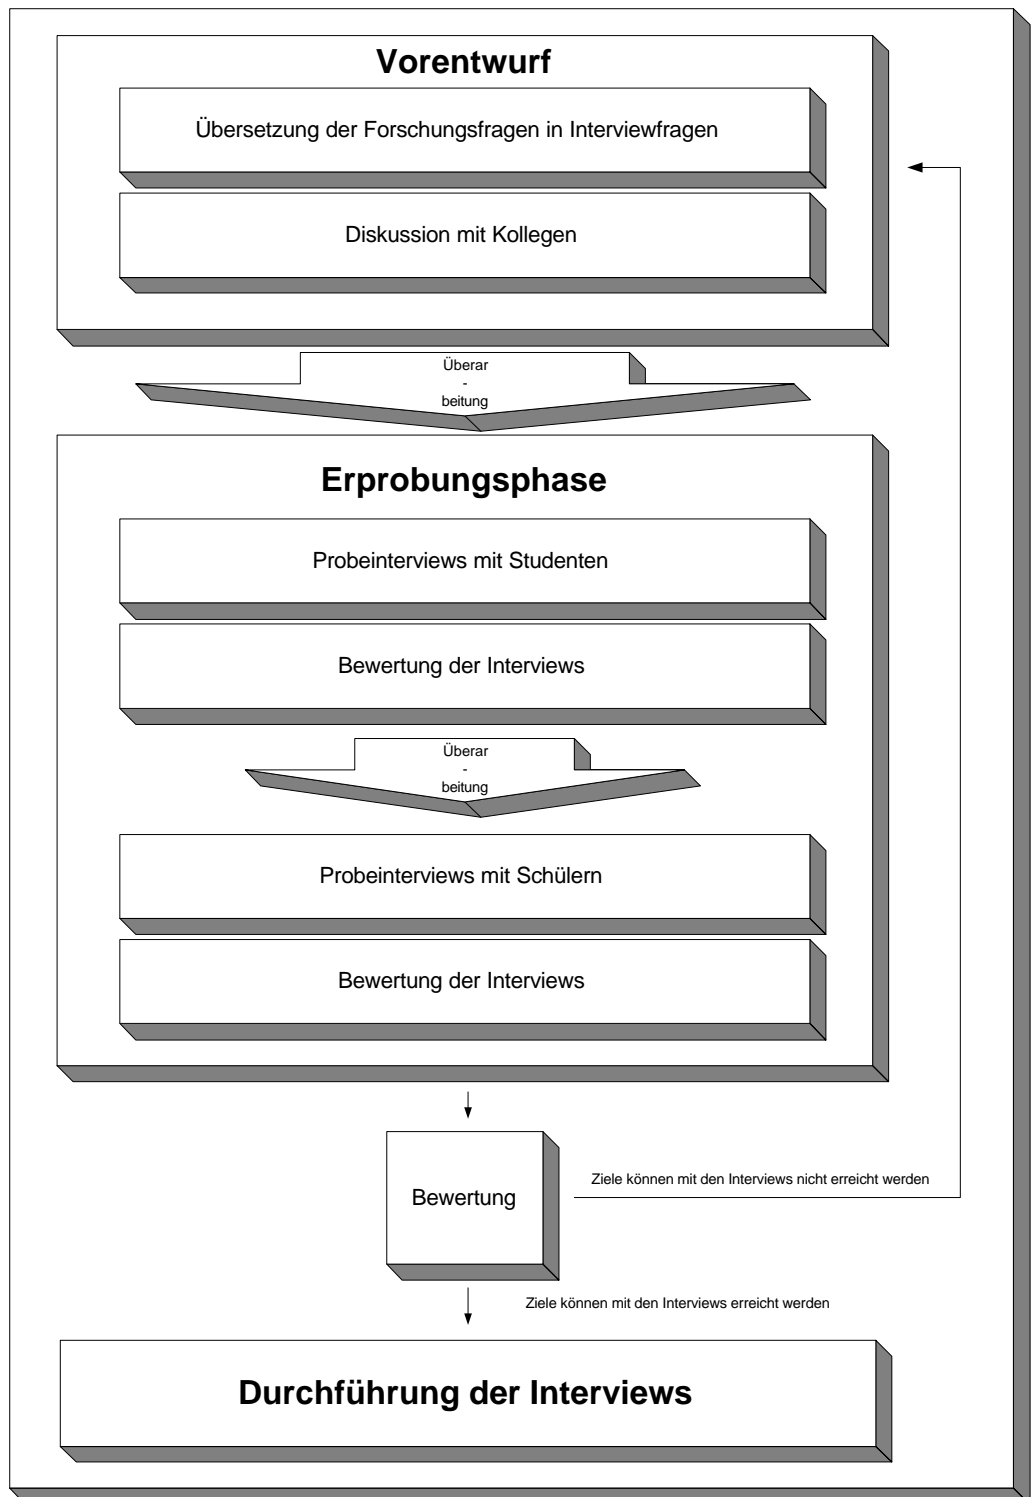 Vorentwurf
Übersetzung der Forschungsfragen in Interviewfragen
Diskussion mit Kollegen
Überar
-
beitung
Erprobungsphase
Probeinterviews mit Studenten
Bewertung der Interviews
Überar
-
beitung
Probeinterviews mit Schülern
Bewertung der Interviews
Ziele können mit den Interviews nicht erreicht werden
Bewertung
Ziele können mit den Interviews erreicht werden
Durchführung der Interviews